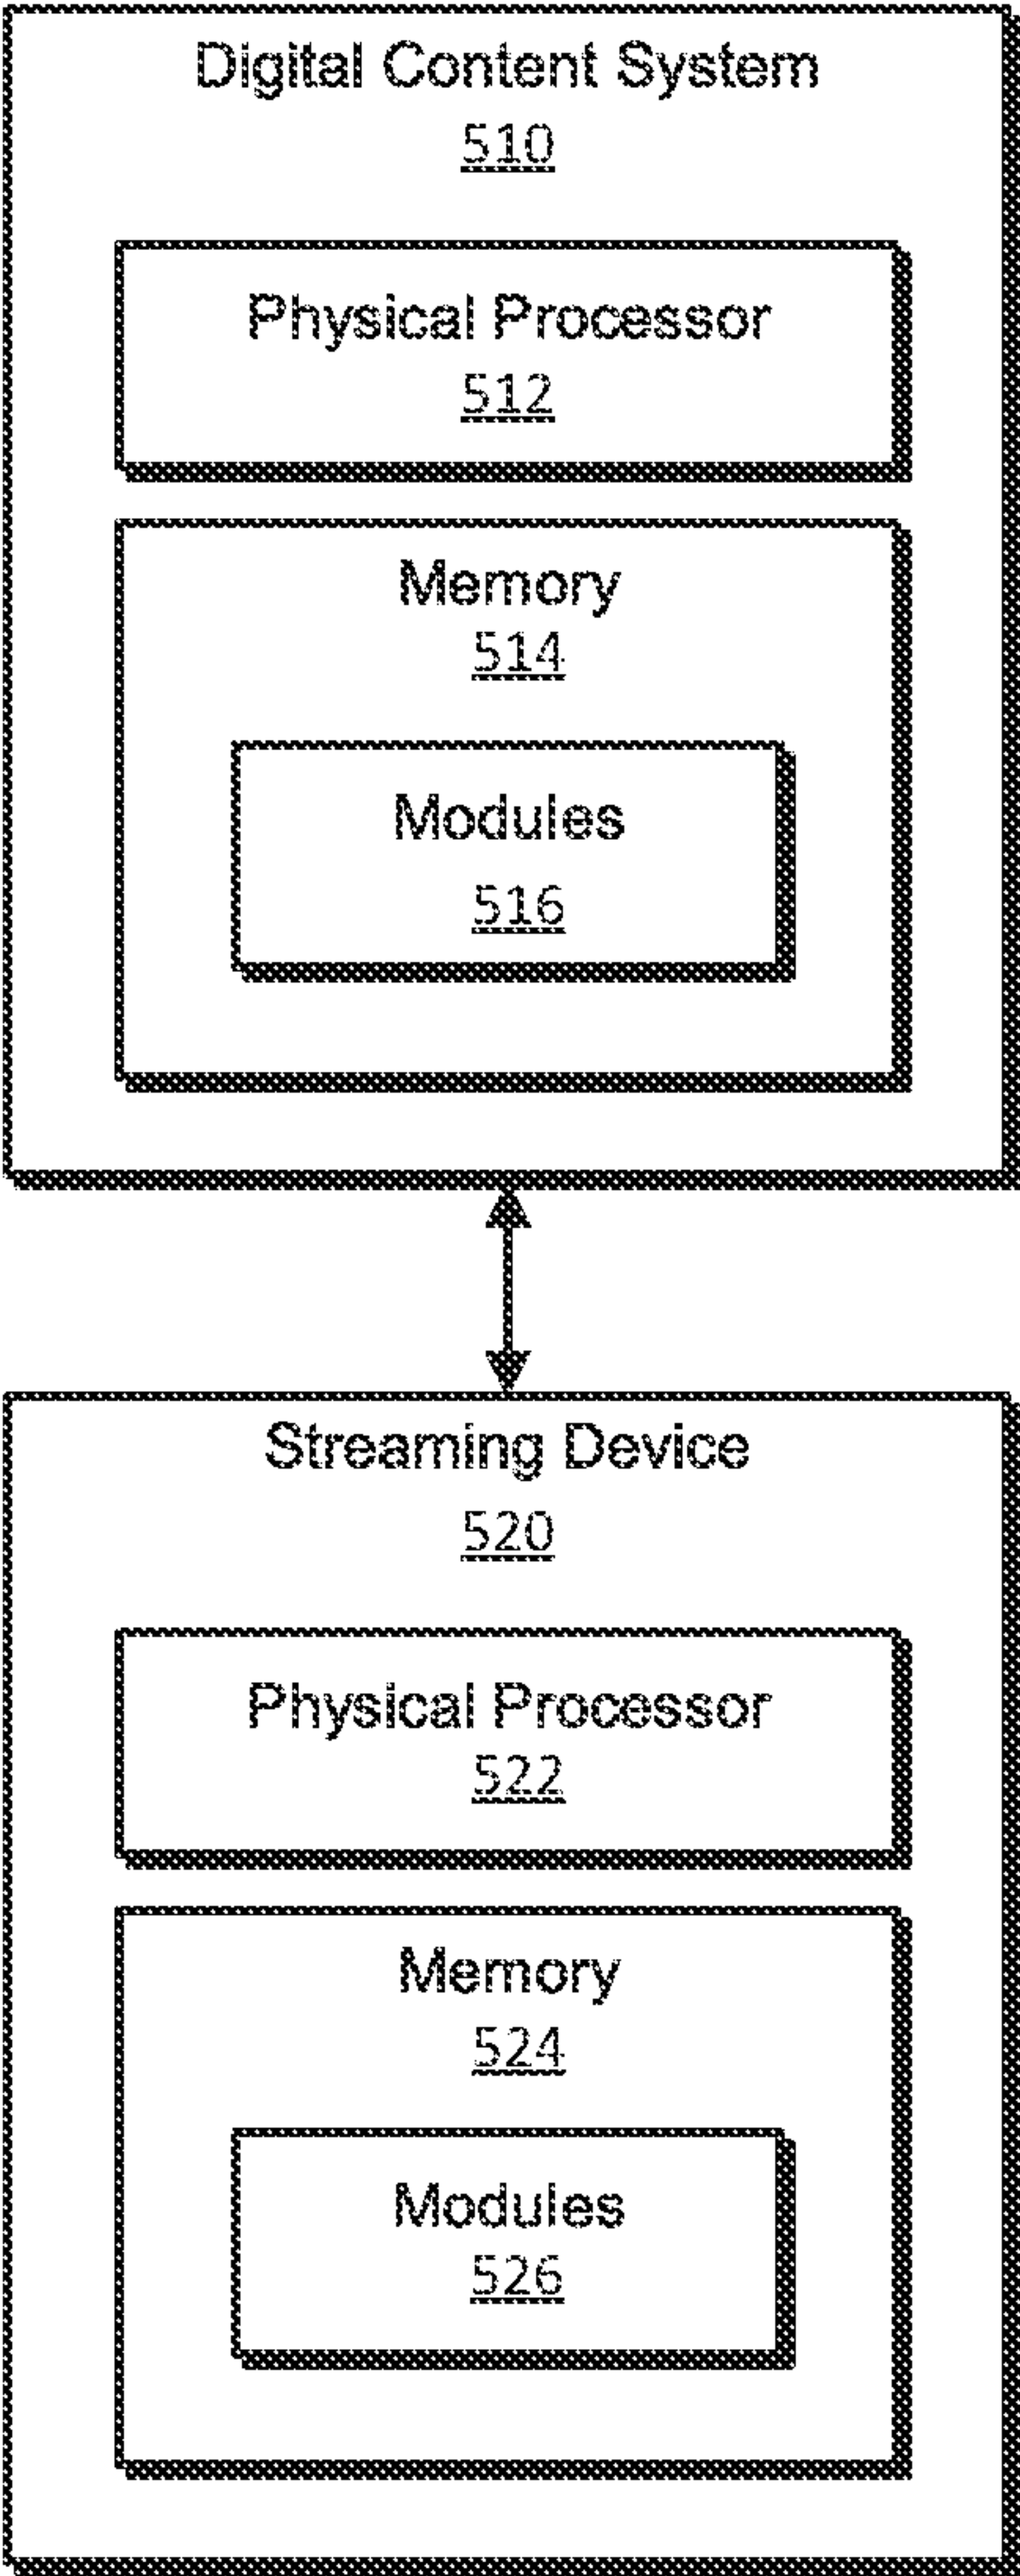 Digital Content System
510
Physical Processor
512
Memory
514
Modules
516
Streaming Device
520
Physical Processor
522
Memory
524
Modules
526